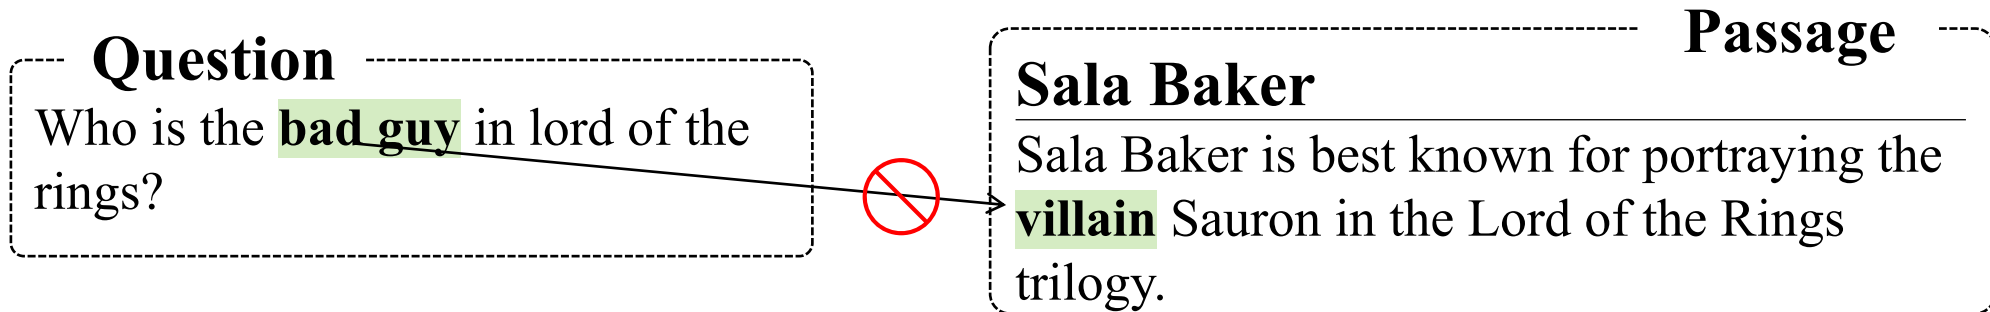 Question
Who is the bad guy in lord of the
rings?
Passage
Sala Baker
Sala Baker is best known for portraying the
villain Sauron in the Lord of the Rings
trilogy.